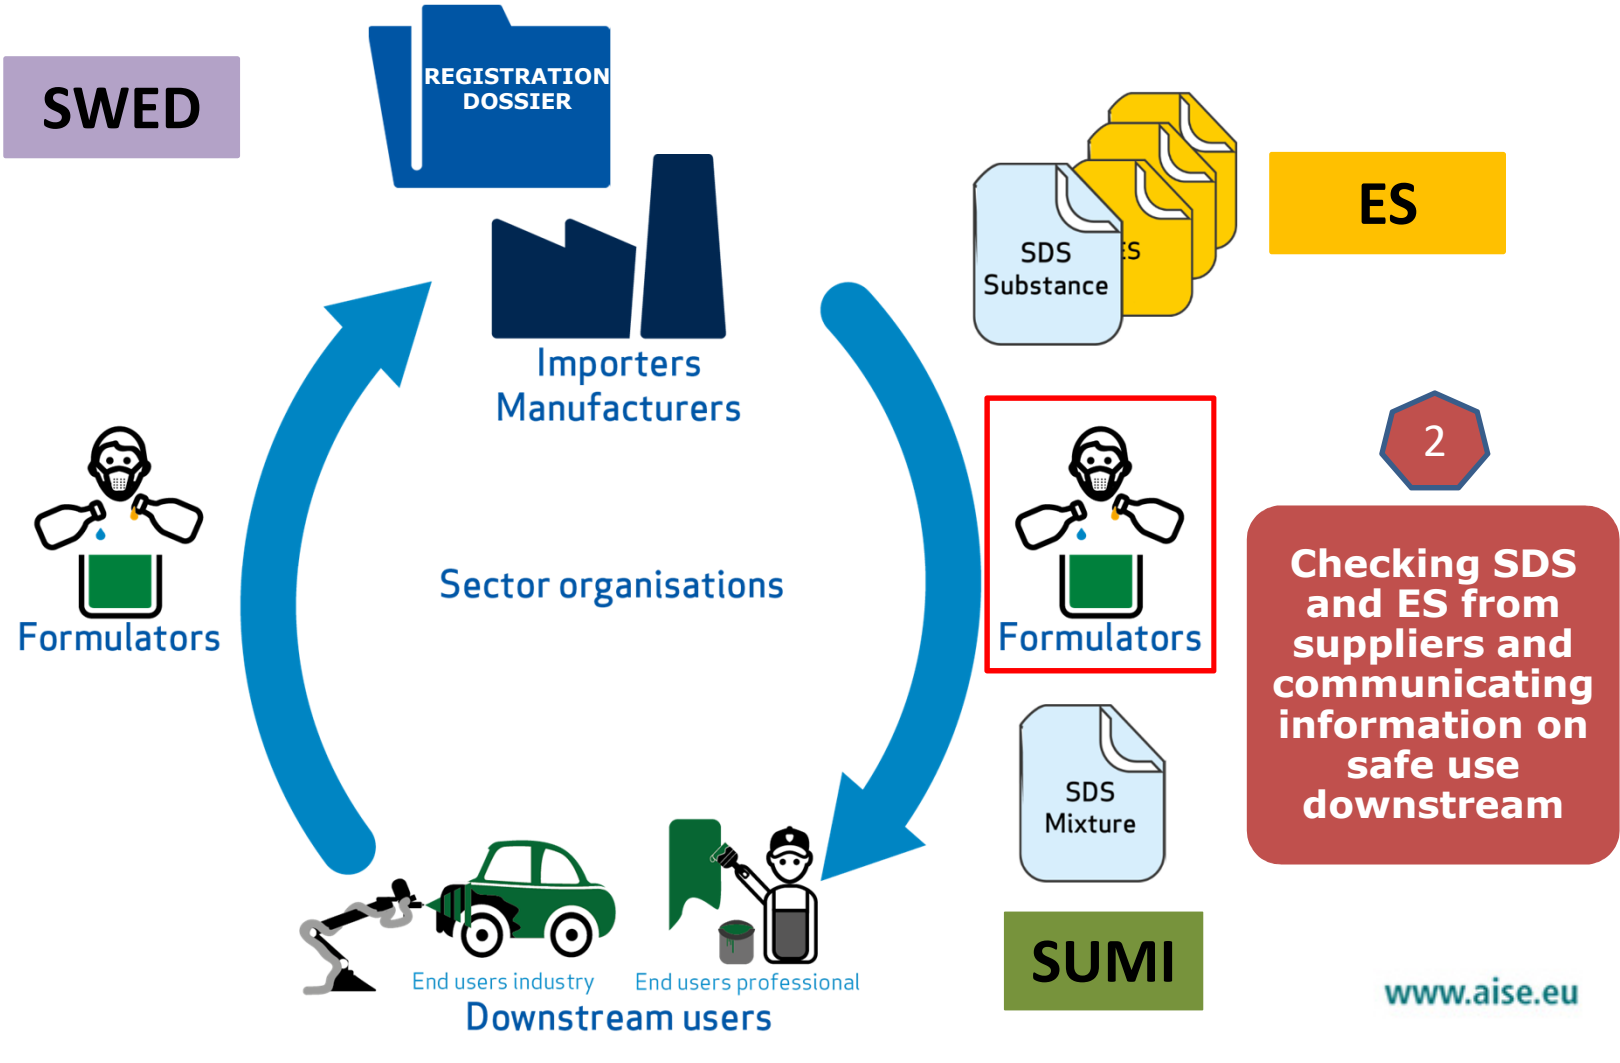 SWED
REGISTRATION
DOSSIER
SDS
Substance
ES
ES
Importers
Manufacturers
Formulators
Sector organisations
Formulators
2
Checking SDS
and ES from
suppliers and
communicating
information on
safe use
downstream
SDS
Mixture
SUMI
End users industry
End users professional
Downstream users
www.aise.eu